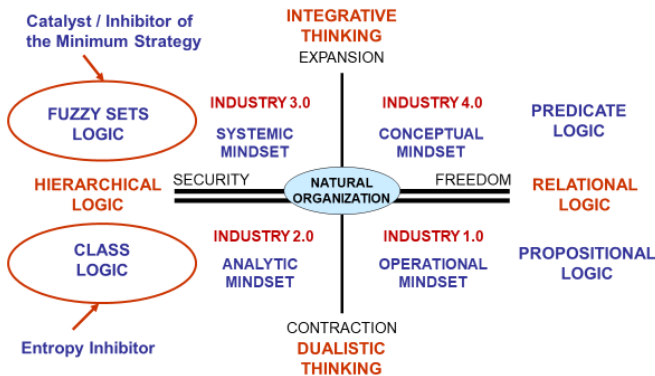 Catalyst / Inhibitor of
the Minimum Strategy
INTEGRATIVE
THINKING
EXPANSION
FUZZY SETS
LOGIC
INDUSTRY 3.0
SYSTEMIC
MINDSET
INDUSTRY 4.0
CONCEPTUAL
MINDSET
PREDICATE
LOGIC
HIERARCHICAL
LOGIC
SECURITY
NATURAL
ORGANIZATION
FREEDOM
RELATIONAL
LOGIC
CLASS
LOGIC
INDUSTRY 2.0
ANALYTIC
MINDSET
INDUSTRY 1.0
OPERATIONAL
MINDSET
PROPOSITIONAL
LOGIC
CONTRACTION
DUALISTIC
THINKING
Entropy Inhibitor